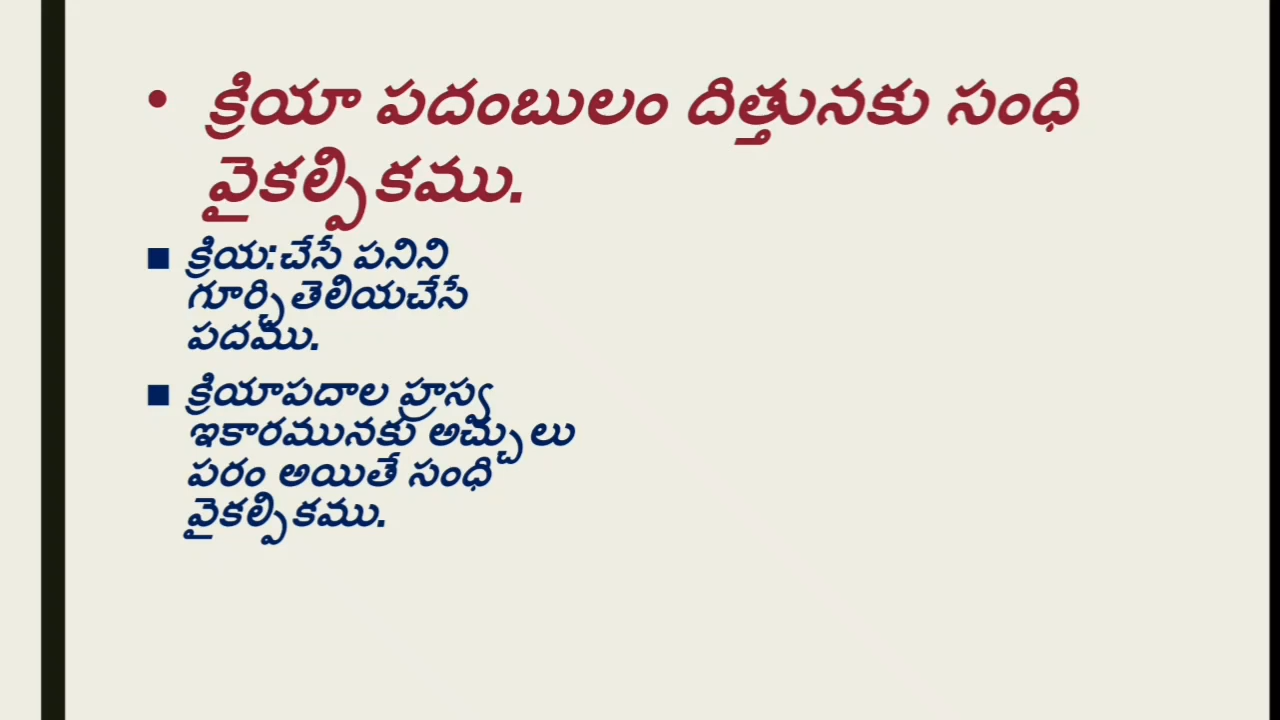 • క్రియా పదంబులం దిత్తునకు సంధి
వైకల్పికము.
■ క్రియ:చేసే పనిని
గూర్చితెలియచేసే
పదము.
■ క్రియాపదాల హ్రస్వ
ఇకారమునకు అచ్చులు
పరం అయితే సంధి
వైకల్పికము.